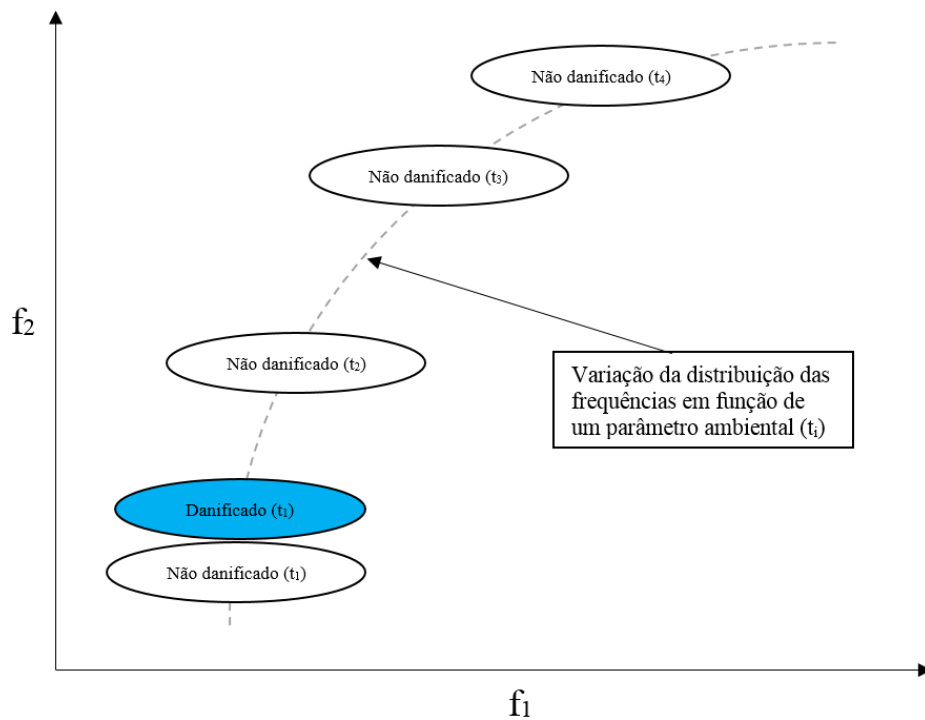 Não danificado (t₄)
Não danificado (t₃)
f₂
Não danificado (t₂)
Variação da distribuição das
frequências em função de
um parâmetro ambiental (tᵢ)
Danificado (t₁)
Não danificado (t₁)
f₁